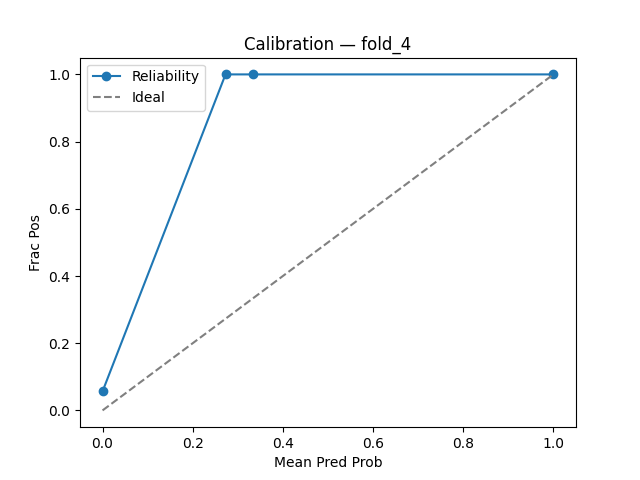 Calibration — fold_4
Reliability
Ideal
Frac Pos
1.0
0.8
0.6
0.4
0.2
0.0
0.0 0.2 0.4 0.6 0.8 1.0
Mean Pred Prob